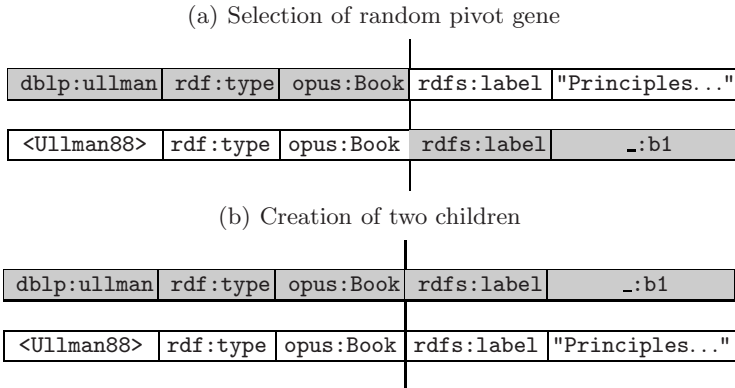 (a) Selection of random pivot gene
dblp:ullman rdf:type opus:Book rdfs:label "Principles..."
<Ullman88> rdf:type opus:Book rdfs:label _:b1
(b) Creation of two children
dblp:ullman rdf:type opus:Book rdfs:label _:b1
<Ullman88> rdf:type opus:Book rdfs:label "Principles..."